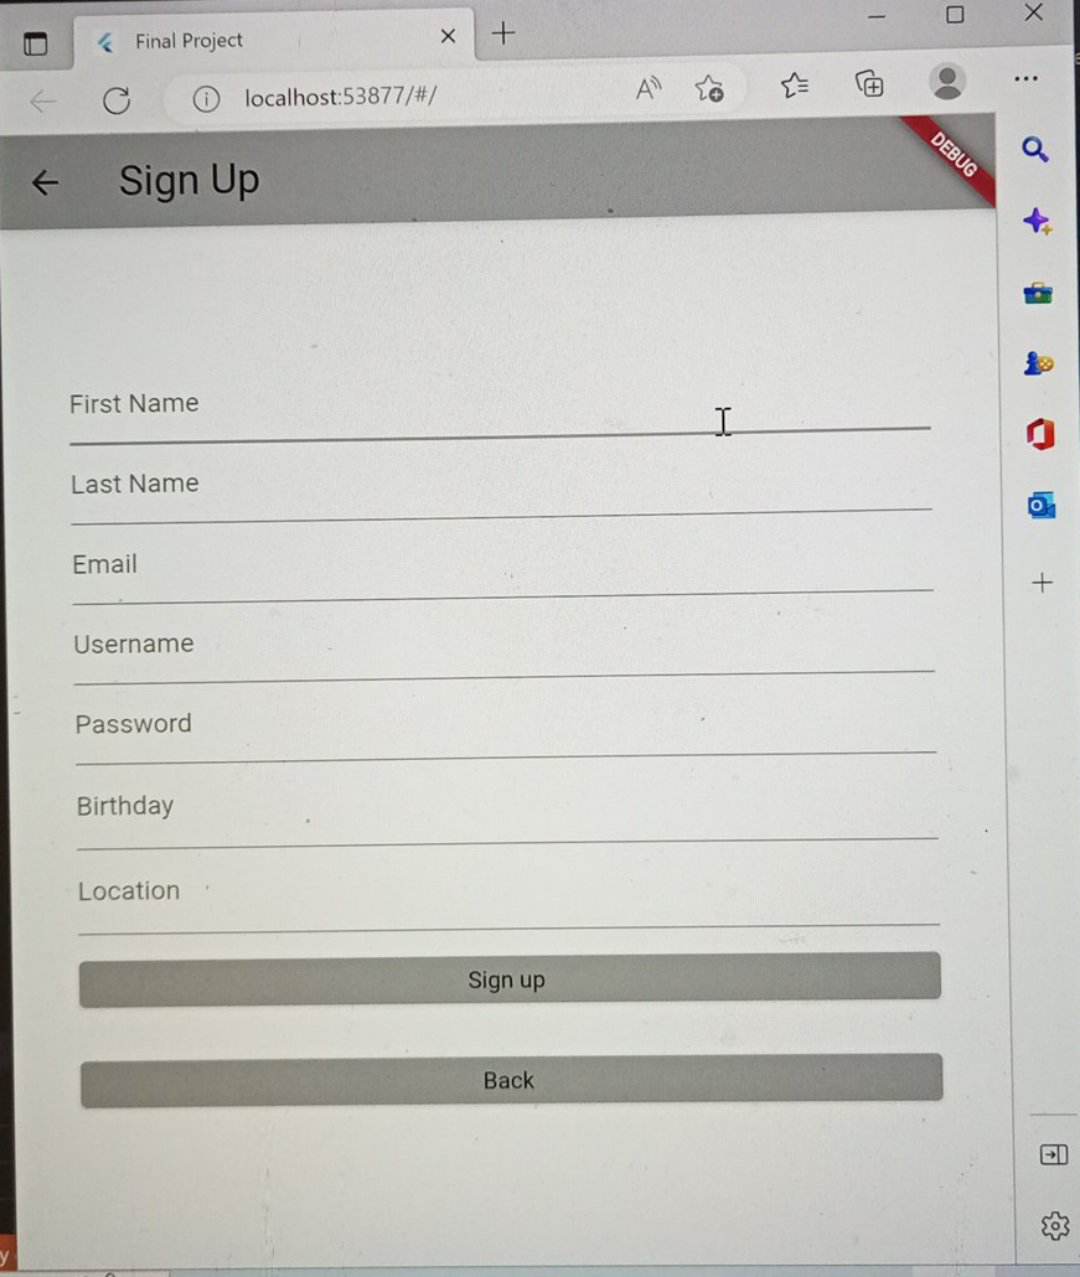 Final Project
localhost:53877/#/
Sign Up
DEBUG
First Name
Last Name
Email
Username
Password
Birthday
Location
Sign up
Back
y